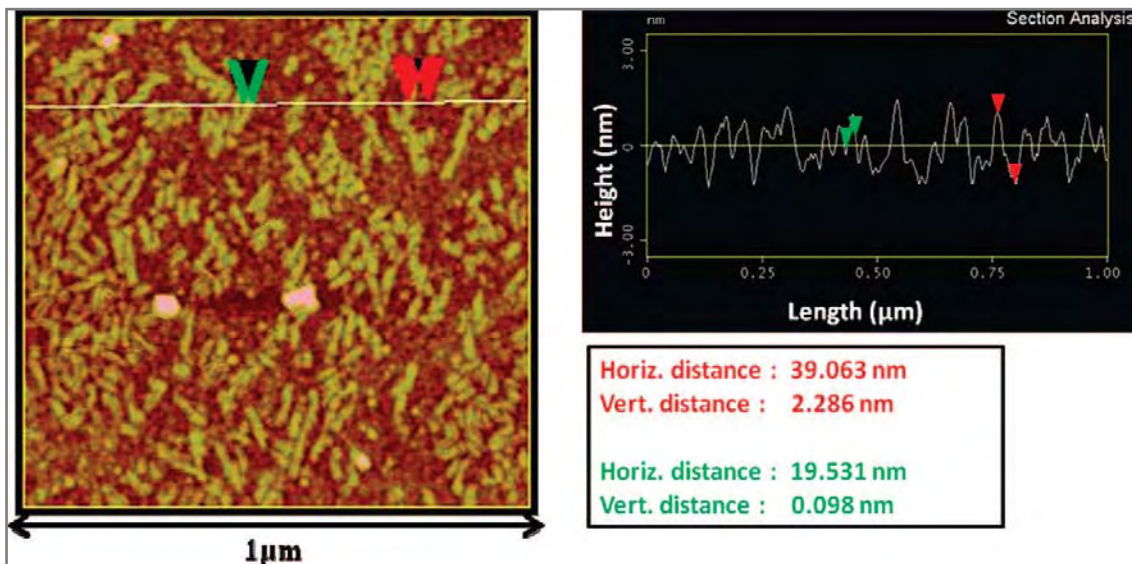 1μm
nm
Section Analysis
3.00
0
-3.00
Height (nm)
0
0.25
0.50
0.75
1.00
Length (μm)
Horiz. distance : 39.063 nm
Vert. distance : 2.286 nm
Horiz. distance : 19.531 nm
Vert. distance : 0.098 nm